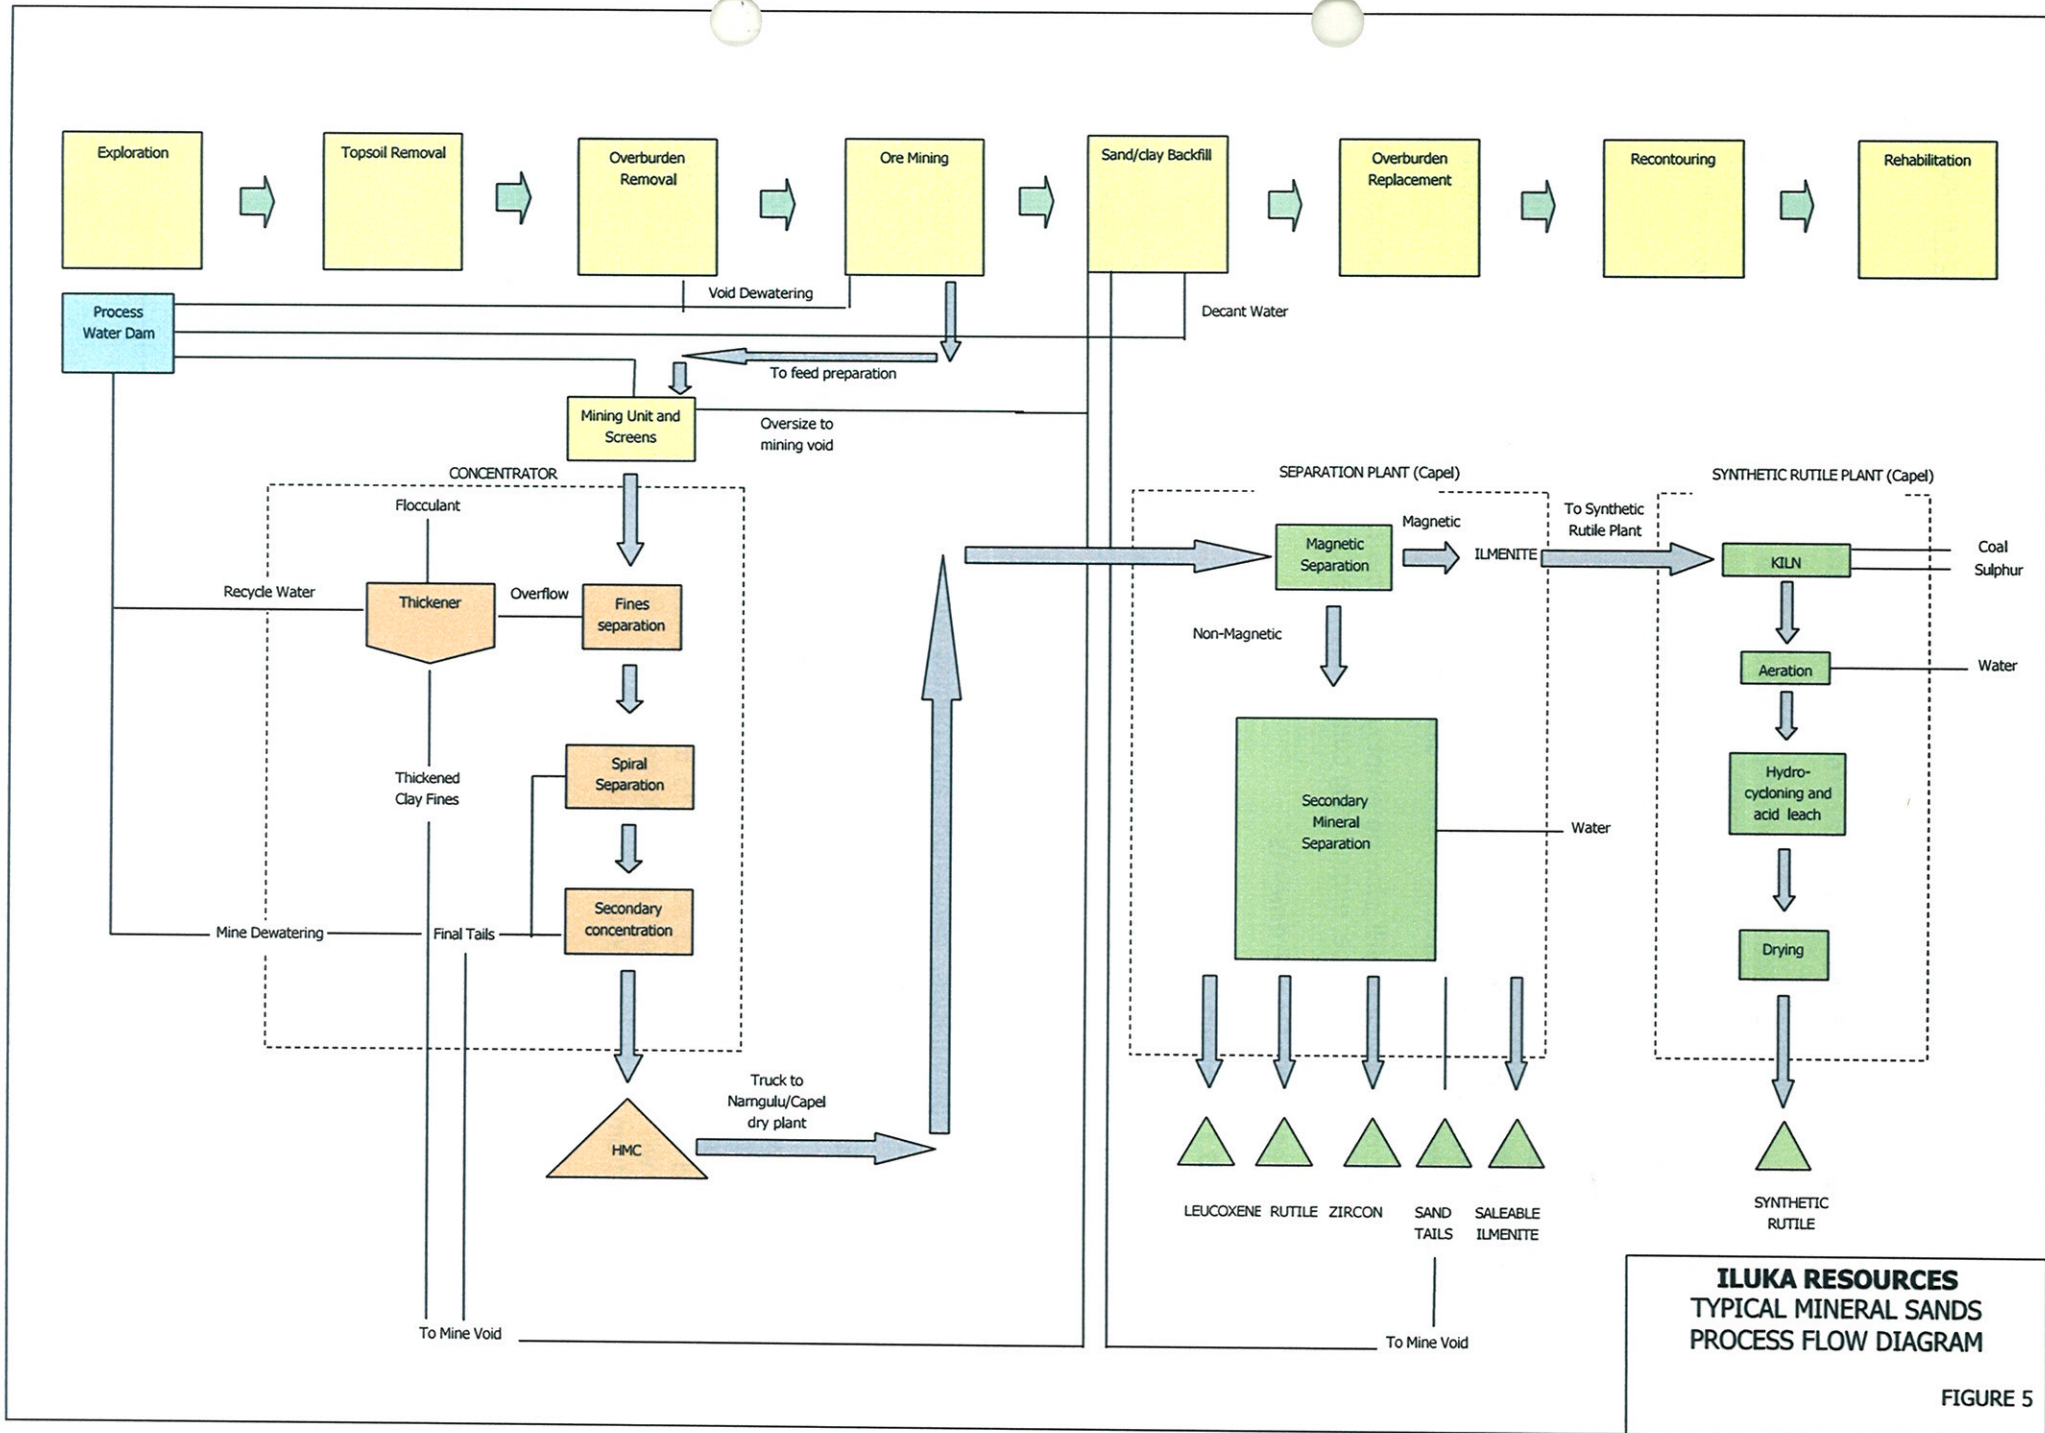 Exploration
Topsoil Removal
Overburden
Removal
Ore Mining
Sand/clay Backfill
Overburden
Replacement
Recontouring
Rehabilitation
Process
Water Dam
Void Dewatering
Decant Water
To feed preparation
Mining Unit and
Screens
Oversize to
mining void
CONCENTRATOR
Flocculant
Recycle Water
Thickener
Overflow
Fines
separation
Thickened
Clay Fines
Spiral
Separation
Secondary
concentration
Mine Dewatering
Final Tails
HMC
Truck to
Narngulu/Capel
dry plant
To Mine Void
SEPARATION PLANT (Capel)
Magnetic
Separation
Magnetic
ILMENITE
To Synthetic
Rutile Plant
Non-Magnetic
Secondary
Mineral
Separation
Water
LEUCOXENE
RUTILE
ZIRCON
SAND
TAILS
SALEABLE
ILMENITE
To Mine Void
SYNTHETIC RUTILE PLANT (Capel)
KILN
Coal
Sulphur
Aeration
Water
Hydro-
cycloning and
acid leach
Drying
SYNTHETIC
RUTILE
ILUKA RESOURCES
TYPICAL MINERAL SANDS
PROCESS FLOW DIAGRAM
FIGURE 5